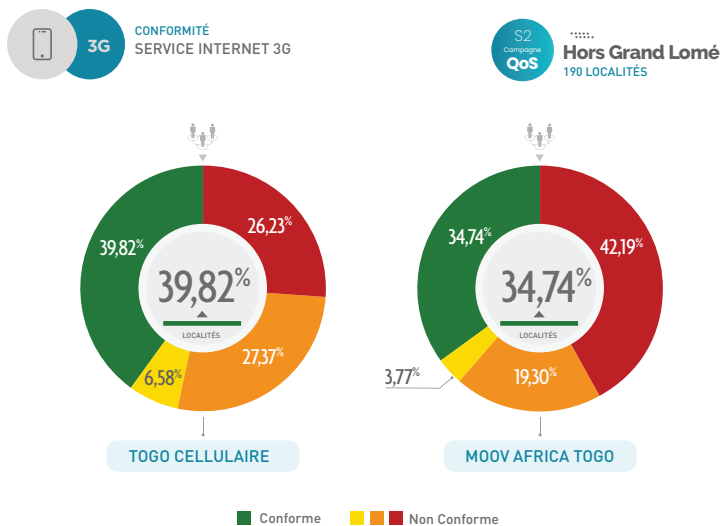 3G
CONFORMITÉ
SERVICE INTERNET 3G
S2
Campagne
QoS
Hors Grand Lomé
190 LOCALITÉS
39,82%
26,23%
39,82%
LOCALITÉS
6,58%
27,37%
TOGO CELLULAIRE
34,74%
42,19%
34,74%
LOCALITÉS
3,77%
19,30%
MOOV AFRICA TOGO
Conforme
Non Conforme